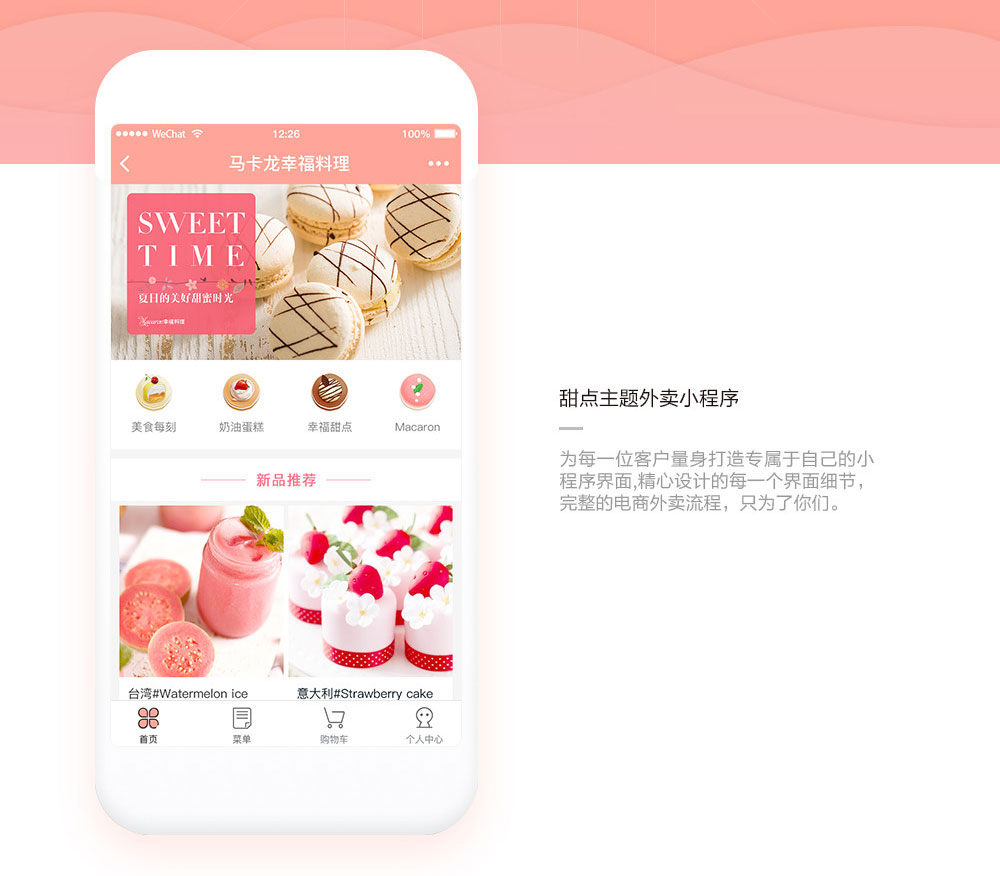 WeChat 12:26 100%
马卡龙幸福料理
SWEET
TIME
夏日的美好甜蜜时光
Macaron幸福料理
美食每刻 奶油蛋糕 幸福甜点 Macaron
新品推荐
台湾#Watermelon ice 意大利#Strawberry cake
首页 菜单 购物车 个人中心
甜点主题外卖小程序
为每一位客户量身打造专属于自己的小
程序界面,精心设计的每一个界面细节，
完整的电商外卖流程，只为了你们。